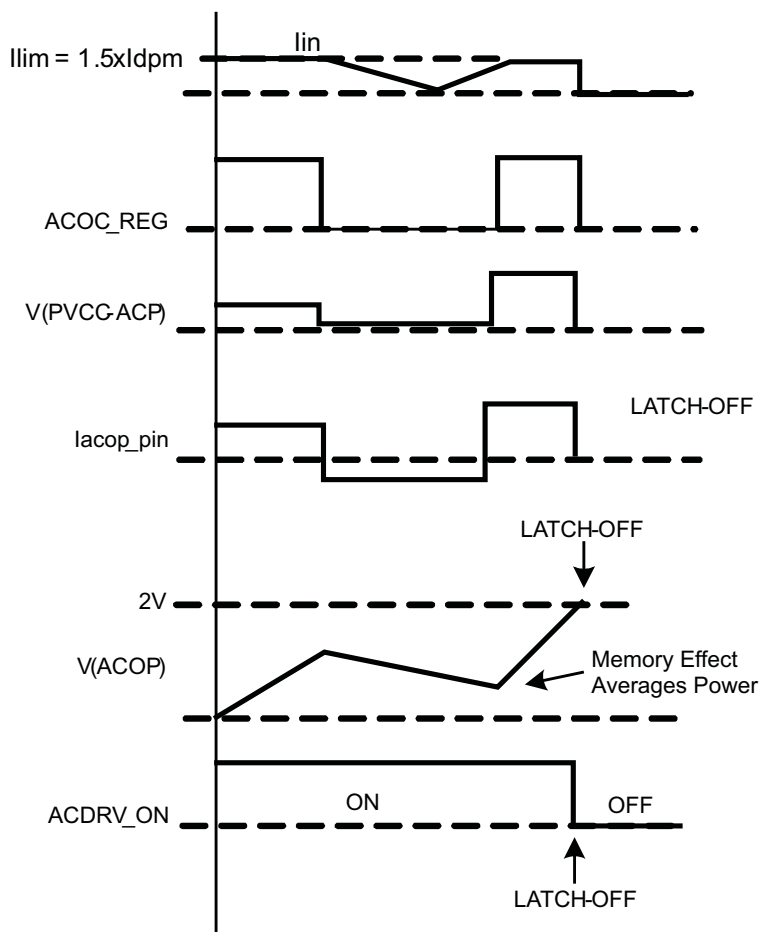 Iin
Ilim = 1.5xIdpm
ACOC_REG
V(PVCC-ACP)
LATCH-OFF
Iacop_pin
LATCH-OFF
2V
V(ACOP)
Memory Effect
Averages Power
ON
OFF
ACDRV_ON
LATCH-OFF